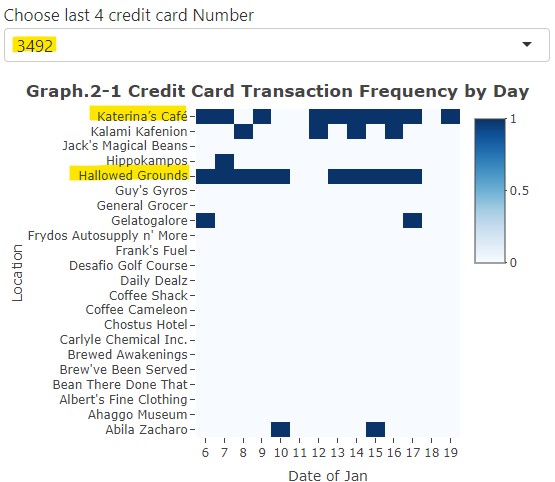 Choose last 4 credit card Number
3492
Graph.2-1 Credit Card Transaction Frequency by Day
Katerina’s Café
Kalami Kafenion
Jack's Magical Beans
Hippokampos
Hallowed Grounds
Guy's Gyros
General Grocer
Gelatogalore
Frydos Autosupply n' More
Frank's Fuel
Desafio Golf Course
Daily Dealz
Coffee Shack
Coffee Cameleon
Chostus Hotel
Carlyle Chemical Inc.
Brewed Awakenings
Brew've Been Served
Bean There Done That
Albert's Fine Clothing
Ahaggo Museum
Abila Zacharo
Location
6 7 8 9 10 11 12 13 14 15 16 17 18 19
Date of Jan
1
0.5
0